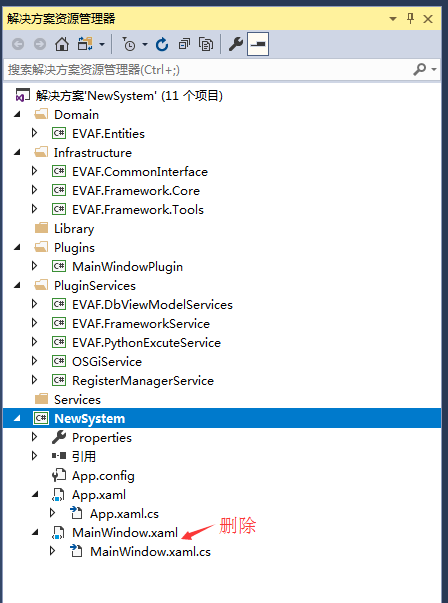 解决方案资源管理器
搜索解决方案资源管理器(Ctrl+;)
解决方案'NewSystem' (11 个项目)
Domain
C# EVAF.Entities
Infrastructure
C# EVAF.CommonInterface
C# EVAF.Framework.Core
C# EVAF.Framework.Tools
Library
Plugins
C# MainWindowPlugin
PluginServices
C# EVAF.DbViewModelServices
C# EVAF.FrameworkService
C# EVAF.PythonExcuteService
C# OSGiService
C# RegisterManagerService
Services
C# NewSystem
Properties
引用
App.config
App.xaml
App.xaml.cs
MainWindow.xaml 删除
MainWindow.xaml.cs